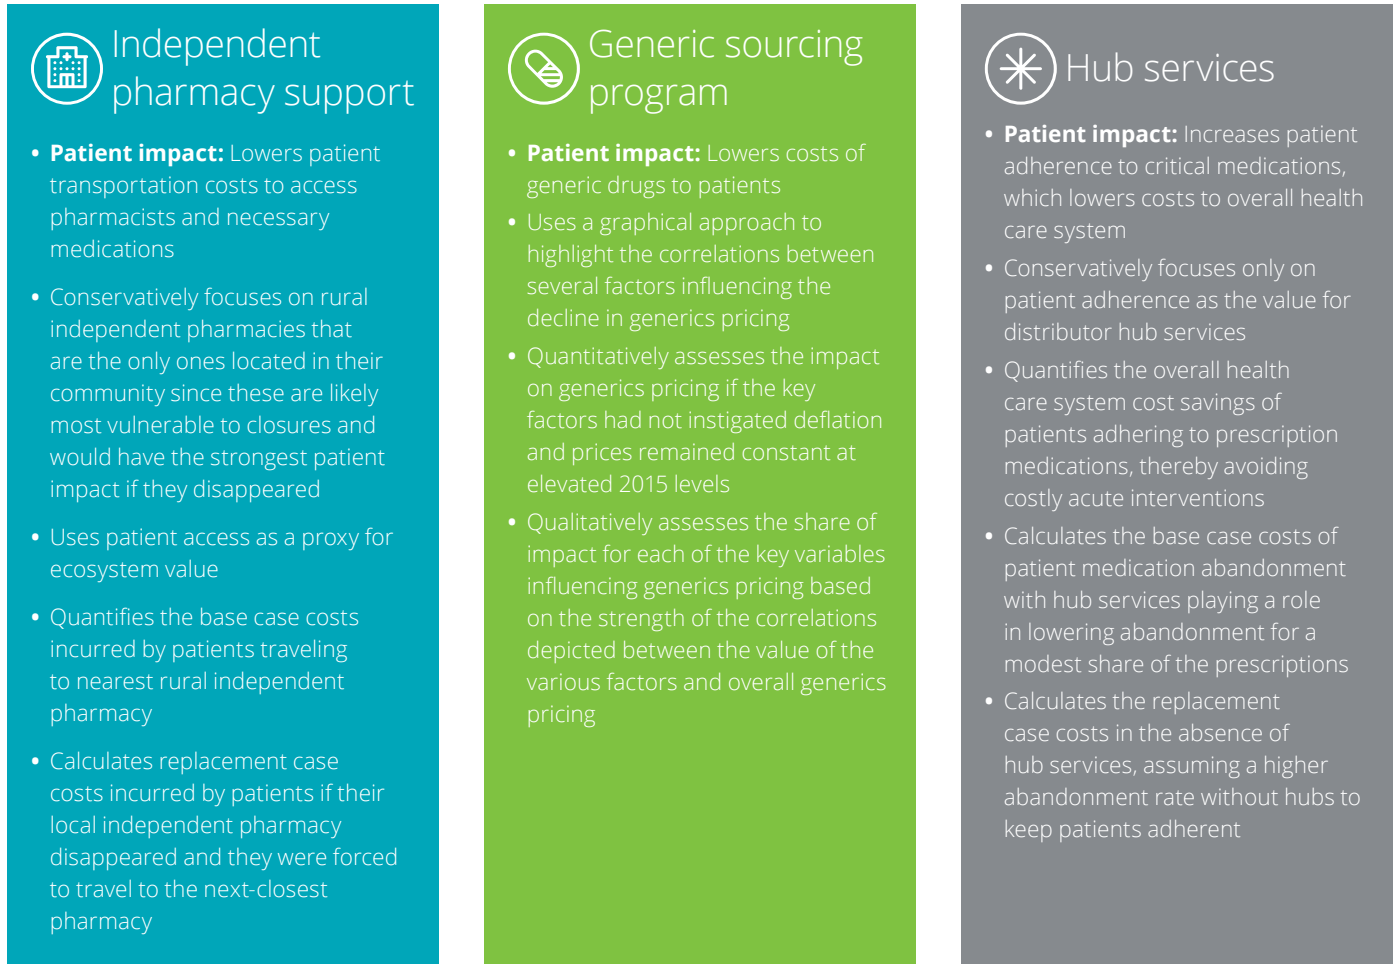 Independent
pharmacy support
• Patient impact: Lowers patient
transportation costs to access
pharmacists and necessary
medications
• Conservatively focuses on rural
independent pharmacies that
are the only ones located in their
community since these are likely
most vulnerable to closures and
would have the strongest patient
impact if they disappeared
• Uses patient access as a proxy for
ecosystem value
• Quantifies the base case costs
incurred by patients traveling
to nearest rural independent
pharmacy
• Calculates replacement case
costs incurred by patients if their
local independent pharmacy
disappeared and they were forced
to travel to the next-closest
pharmacy
Generic sourcing
program
• Patient impact: Lowers costs of
generic drugs to patients
• Uses a graphical approach to
highlight the correlations between
several factors influencing the
decline in generics pricing
• Quantitatively assesses the impact
on generics pricing if the key
factors had not instigated deflation
and prices remained constant at
elevated 2015 levels
• Qualitatively assesses the share of
impact for each of the key variables
influencing generics pricing based
on the strength of the correlations
depicted between the value of the
various factors and overall generics
pricing
Hub services
• Patient impact: Increases patient
adherence to critical medications,
which lowers costs to overall health
care system
• Conservatively focuses only on
patient adherence as the value for
distributor hub services
• Quantifies the overall health
care system cost savings of
patients adhering to prescription
medications, thereby avoiding
costly acute interventions
• Calculates the base case costs of
patient medication abandonment
with hub services playing a role
in lowering abandonment for a
modest share of the prescriptions
• Calculates the replacement
case costs in the absence of
hub services, assuming a higher
abandonment rate without hubs to
keep patients adherent